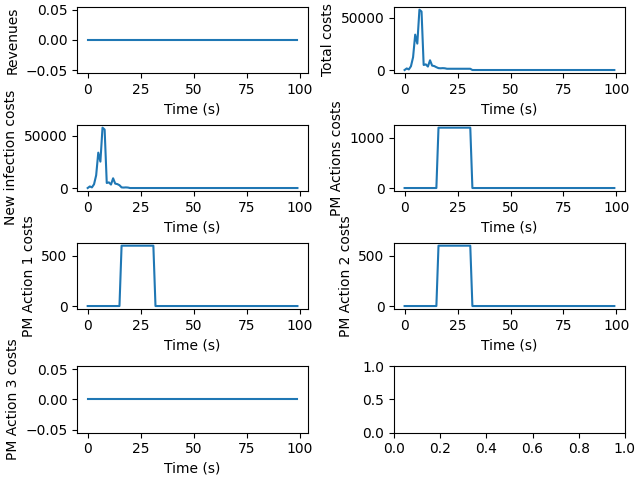 Revenues
0.05
0.00
−0.05
0 25 50 75 100
Time (s)
Total costs
50000
0
0 25 50 75 100
Time (s)
New infection costs
50000
0
0 25 50 75 100
Time (s)
PM Actions costs
1000
0
0 25 50 75 100
Time (s)
PM Action 1 costs
500
0
0 25 50 75 100
Time (s)
PM Action 2 costs
500
0
0 25 50 75 100
Time (s)
PM Action 3 costs
0.05
0.00
−0.05
0 25 50 75 100
Time (s)
1.0
0.5
0.0
0.0 0.2 0.4 0.6 0.8 1.0